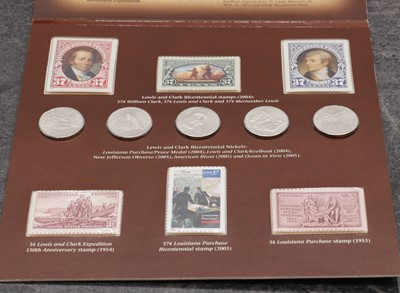 37 37
Lewis and Clark Bicentennial stamps (2004)
37¢ William Clark, 37¢ Lewis and Clark and 37¢ Meriwether Lewis
Lewis and Clark Bicentennial Nickels:
Louisiana Purchase/Peace Medal (2004), Lewis and Clark/Keelboat (2004),
New Jefferson Obverse (2005), American Bison (2005) and Ocean in View (2005).
3¢ Lewis and Clark Expedition
150th Anniversary stamp (1954)
37¢ Louisiana Purchase
Bicentennial stamp (2003)
3¢ Louisiana Purchase stamp (1953)